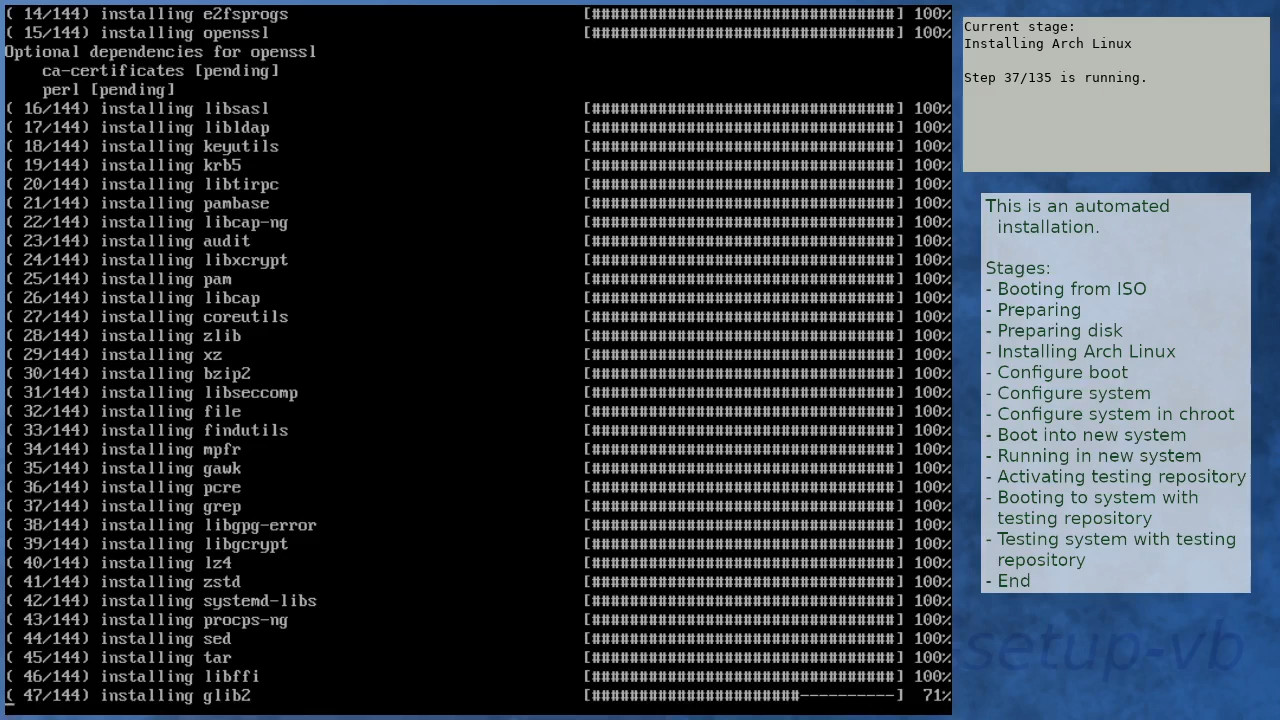 ( 14/144) installing e2fsprogs [################################] 100%
( 15/144) installing openssl [################################] 100%
Optional dependencies for openssl
    ca-certificates [pending]
    perl [pending]
( 16/144) installing libsasl [################################] 100%
( 17/144) installing libldap [################################] 100%
( 18/144) installing keyutils [################################] 100%
( 19/144) installing krb5 [################################] 100%
( 20/144) installing libtirpc [################################] 100%
( 21/144) installing pambase [################################] 100%
( 22/144) installing libcap-ng [################################] 100%
( 23/144) installing audit [################################] 100%
( 24/144) installing libxcrypt [################################] 100%
( 25/144) installing pam [################################] 100%
( 26/144) installing libcap [################################] 100%
( 27/144) installing coreutils [################################] 100%
( 28/144) installing zlib [################################] 100%
( 29/144) installing xz [################################] 100%
( 30/144) installing bzip2 [################################] 100%
( 31/144) installing libseccomp [################################] 100%
( 32/144) installing file [################################] 100%
( 33/144) installing findutils [################################] 100%
( 34/144) installing mpfr [################################] 100%
( 35/144) installing gawk [################################] 100%
( 36/144) installing pcre [################################] 100%
( 37/144) installing grep [################################] 100%
( 38/144) installing libgpg-error [################################] 100%
( 39/144) installing libgcrypt [################################] 100%
( 40/144) installing lz4 [################################] 100%
( 41/144) installing zstd [################################] 100%
( 42/144) installing systemd-libs [################################] 100%
( 43/144) installing procps-ng [################################] 100%
( 44/144) installing sed [################################] 100%
( 45/144) installing tar [################################] 100%
( 46/144) installing libffi [################################] 100%
( 47/144) installing glib2 [######################----------] 71%
Current stage:
Installing Arch Linux
Step 37/135 is running.
This is an automated
installation.
Stages:
- Booting from ISO
- Preparing
- Preparing disk
- Installing Arch Linux
- Configure boot
- Configure system
- Configure system in chroot
- Boot into new system
- Running in new system
- Activating testing repository
- Booting to system with
testing repository
- Testing system with testing
repository
- End
setup-vb